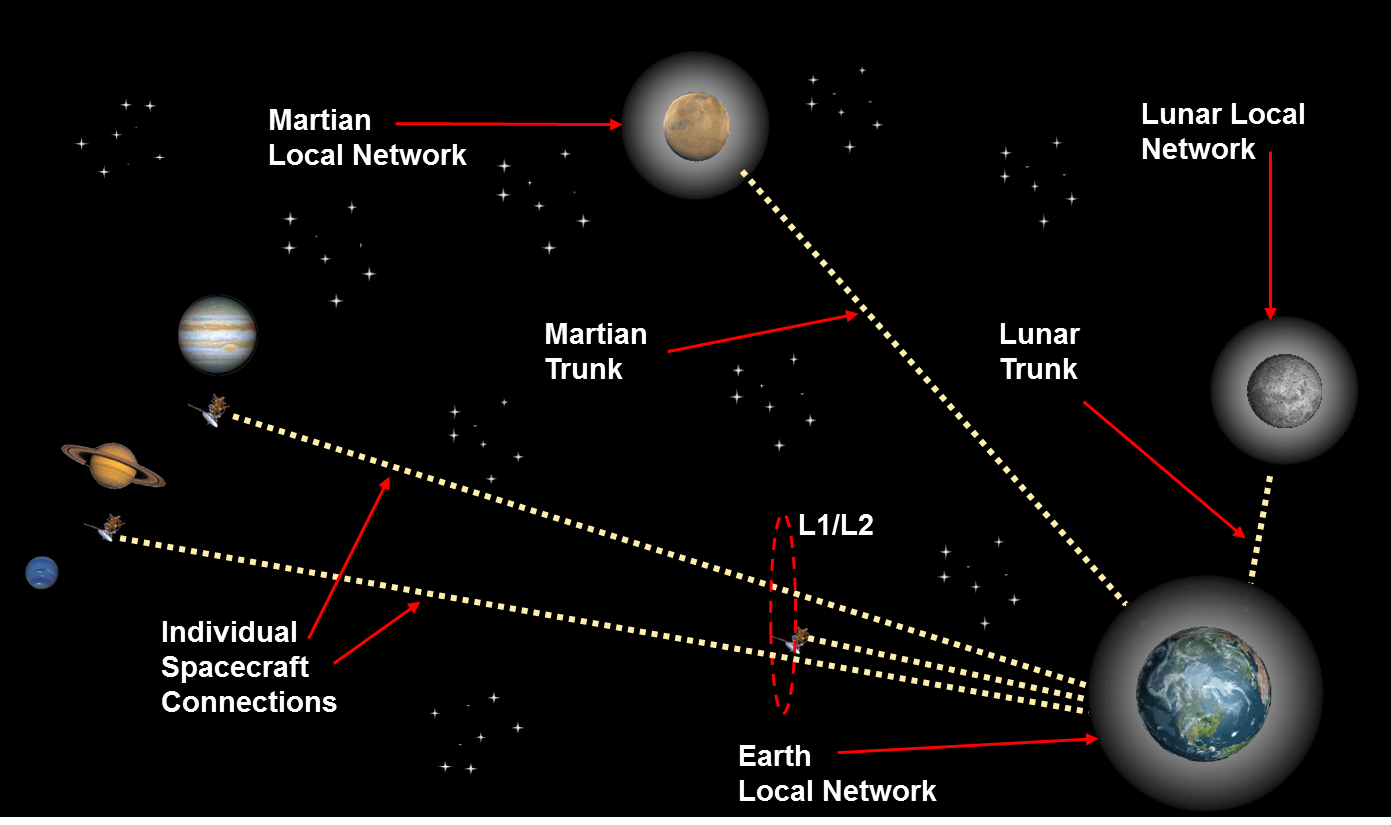 Martian
Local Network
Lunar Local
Network
Martian
Trunk
Lunar
Trunk
L1/L2
Individual
Spacecraft
Connections
Earth
Local Network